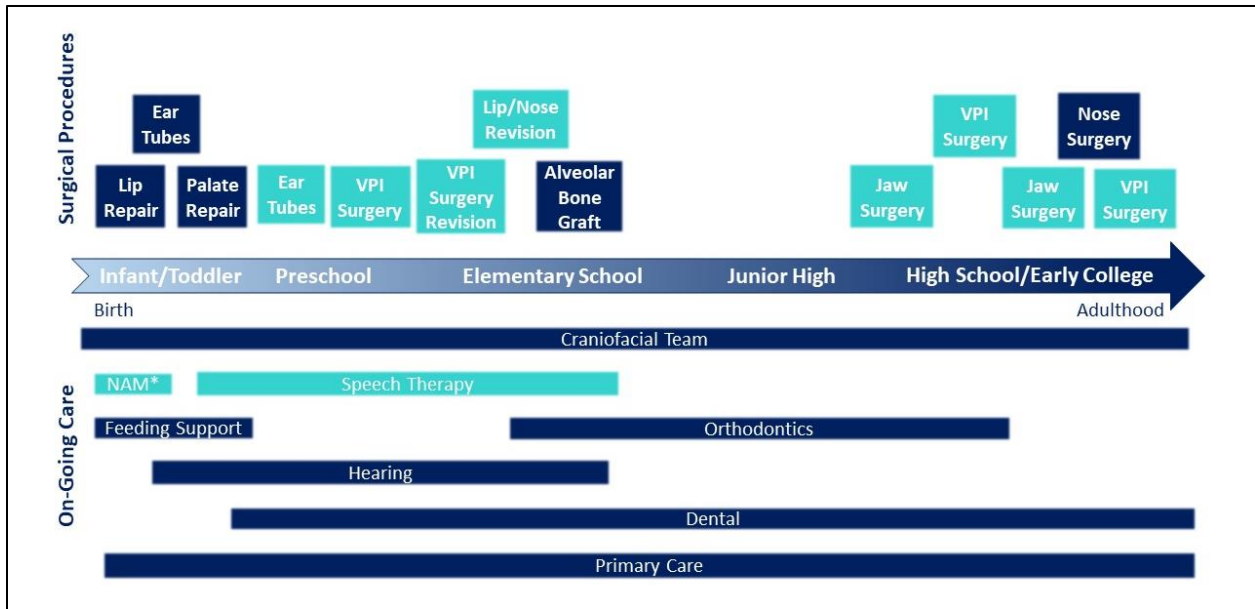 Surgical Procedures
Ear
Tubes
Lip/Nose
Revision
VPI
Surgery
Nose
Surgery
Lip
Repair
Palate
Repair
Ear
Tubes
VPI
Surgery
VPI
Surgery
Revision
Alveolar
Bone
Graft
Jaw
Surgery
Jaw
Surgery
VPI
Surgery
Infant/Toddler
Preschool
Elementary School
Junior High
High School/Early College
Birth
Adulthood
On-Going Care
Craniofacial Team
NAM*
Speech Therapy
Feeding Support
Orthodontics
Hearing
Dental
Primary Care